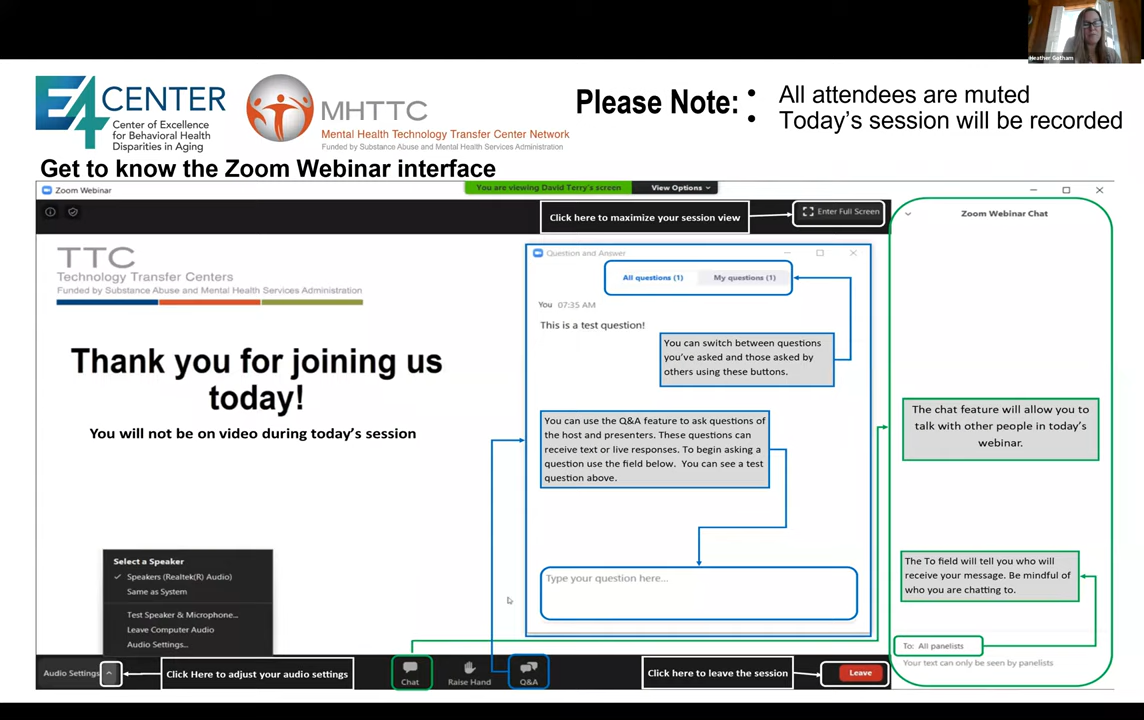 Heather Gotham
E4 CENTER
Center of Excellence
for Behavioral Health
Disparities in Aging
MHTTC
Mental Health Technology Transfer Center Network
Funded by Substance Abuse and Mental Health Services Administration
Please Note:
• All attendees are muted
• Today's session will be recorded
Get to know the Zoom Webinar interface
Zoom Webinar
You are viewing David Terry's screen
View Options
Click here to maximize your session view
Enter Full Screen
Zoom Webinar Chat
TTC
Technology Transfer Centers
Funded by Substance Abuse and Mental Health Services Administration
Thank you for joining us
today!
You will not be on video during today's session
Question and Answer
All questions (1)
My questions (1)
You 07:35 AM
This is a test question!
You can switch between questions
you've asked and those asked by
others using these buttons.
You can use the Q&A feature to ask questions of
the host and presenters. These questions can
receive text or live responses. To begin asking a
question use the field below. You can see a test
question above.
Type your question here...
The chat feature will allow you to
talk with other people in today's
webinar.
The To field will tell you who will
receive your message. Be mindful of
who you are chatting to.
To: All panelists
Your text can only be seen by panelists
Select a Speaker
✓ Speakers (Realtek(R) Audio)
Same as System
Test Speaker & Microphone...
Leave Computer Audio
Audio Settings...
Audio Settings
Click Here to adjust your audio settings
Chat
Raise Hand
Q&A
Click here to leave the session
Leave